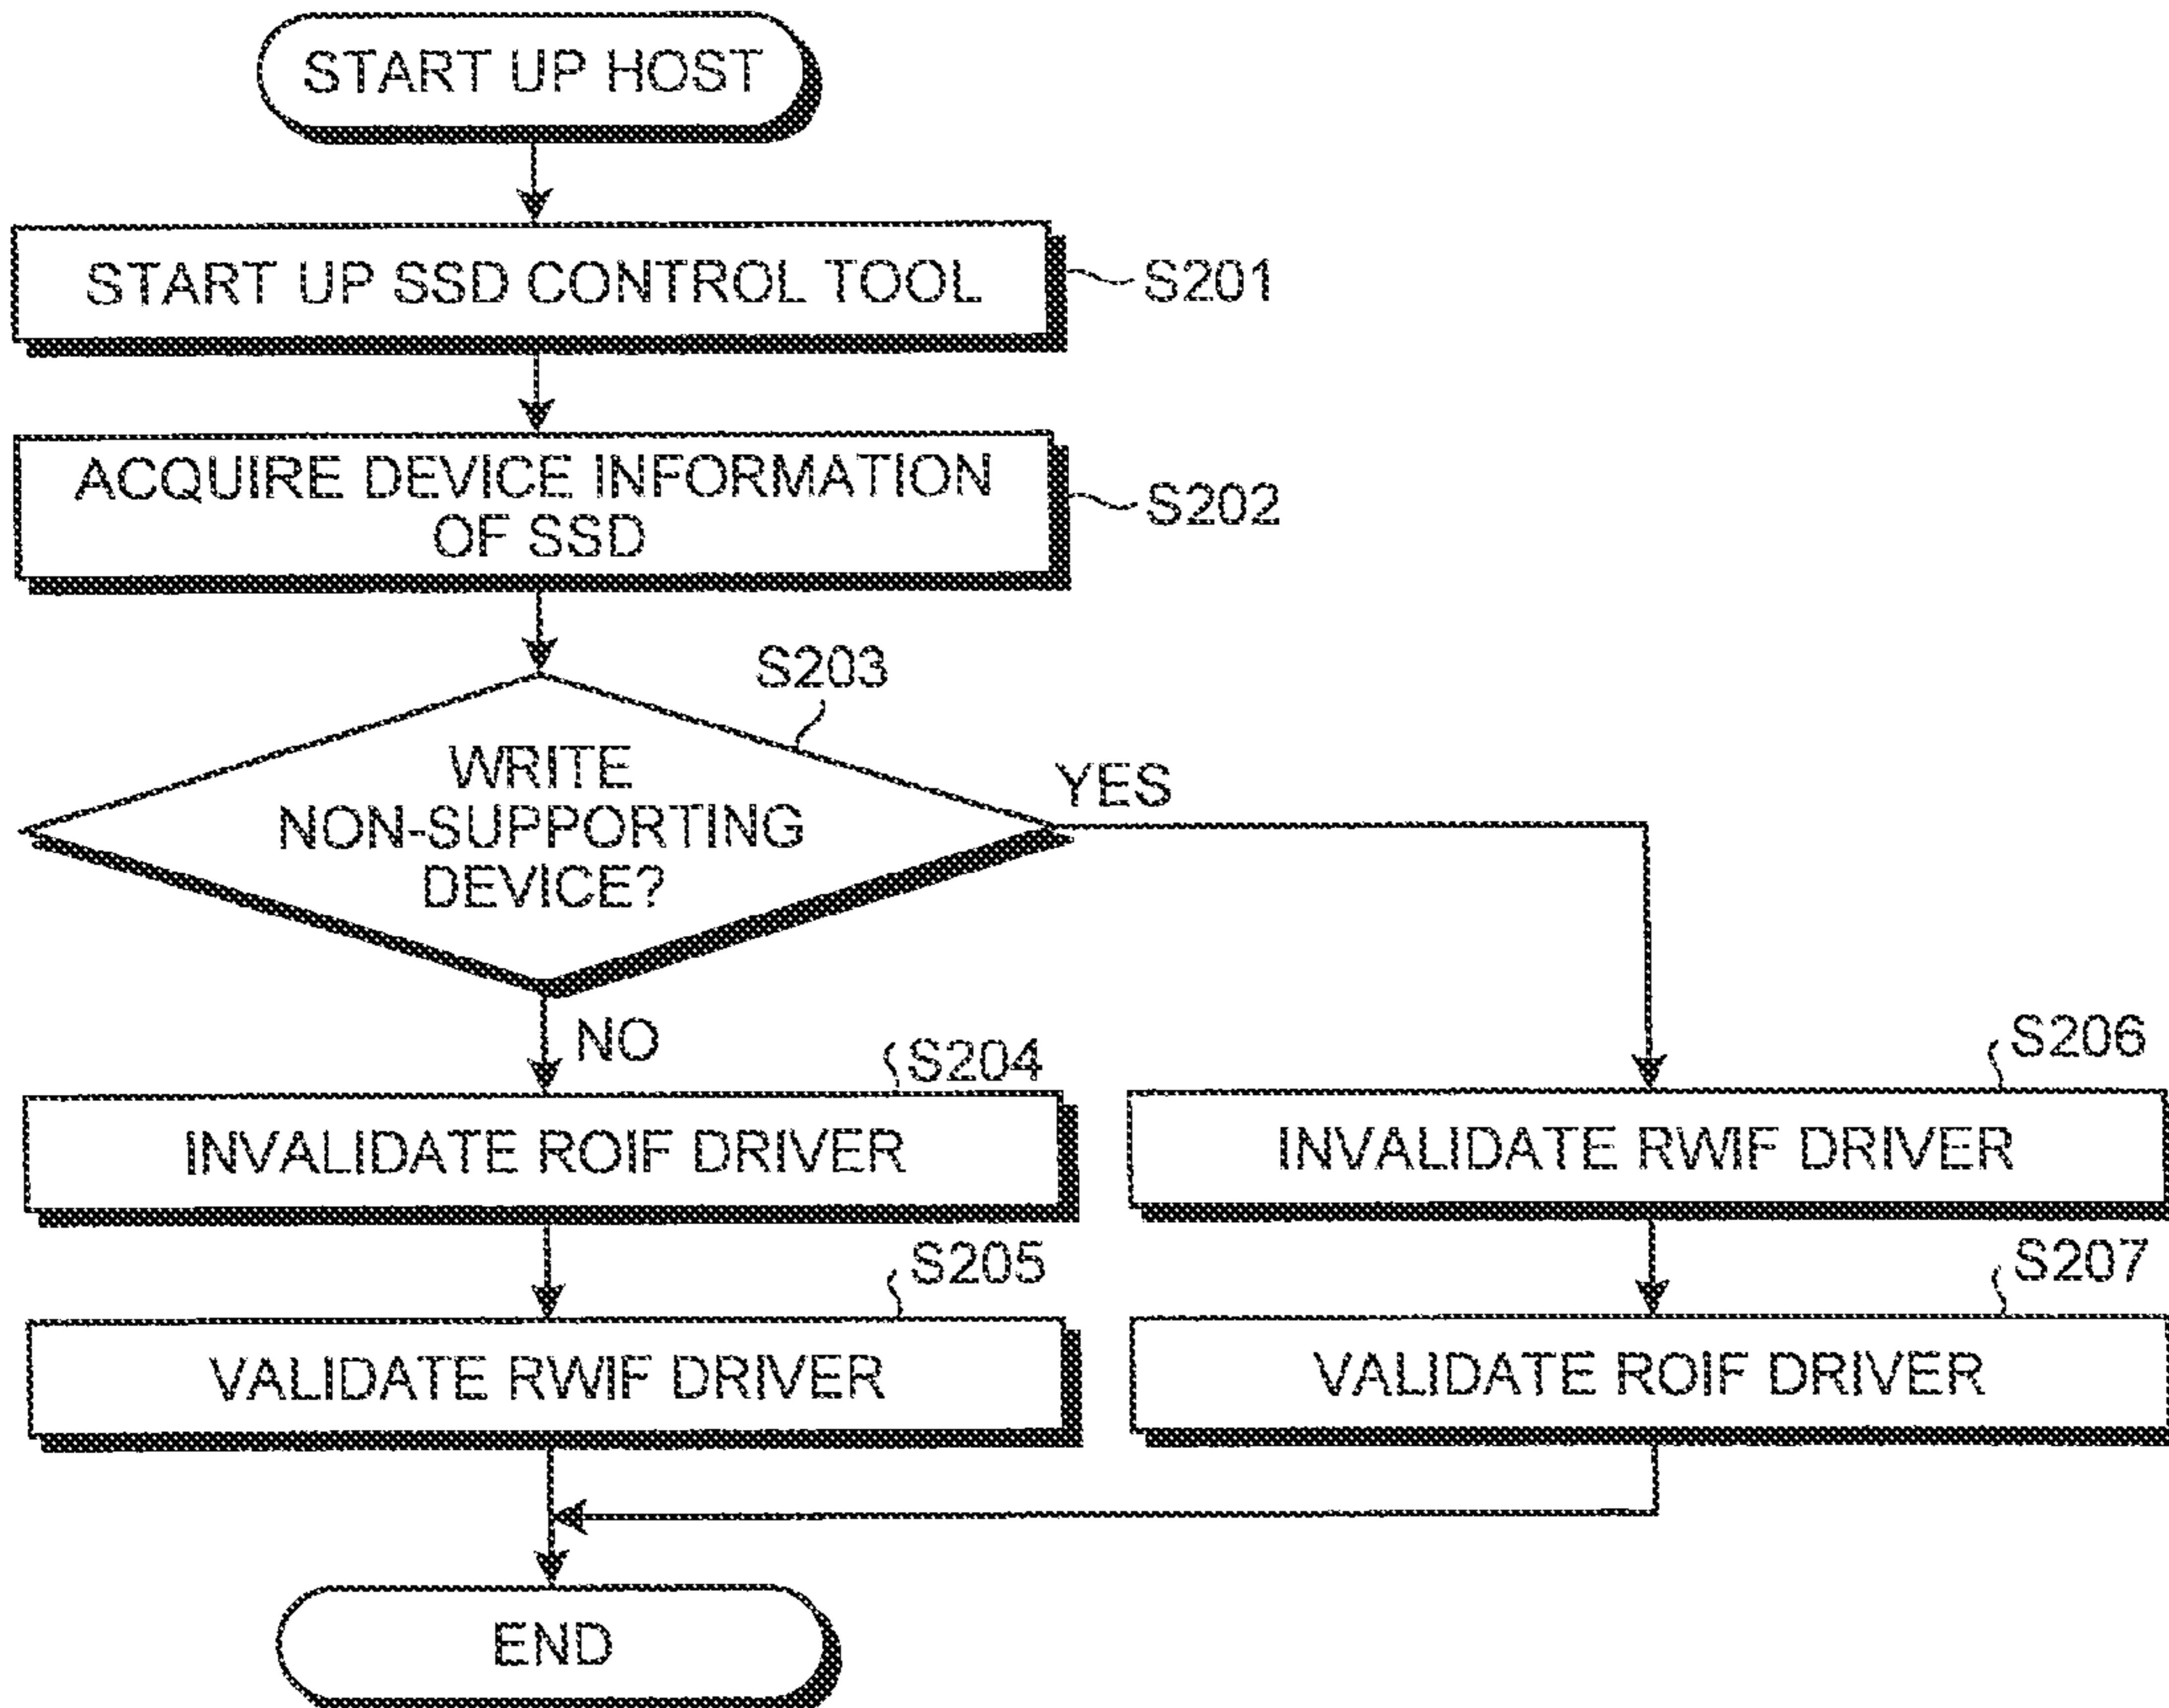 START UP HOST
START UP SSD CONTROL TOOL
S201
ACQUIRE DEVICE INFORMATION
OF SSD
S202
S203
WRITE
NON-SUPPORTING
DEVICE?
YES
NO
S204
INVALIDATE ROIF DRIVER
S206
INVALIDATE RWIF DRIVER
S205
VALIDATE RWIF DRIVER
S207
VALIDATE ROIF DRIVER
END